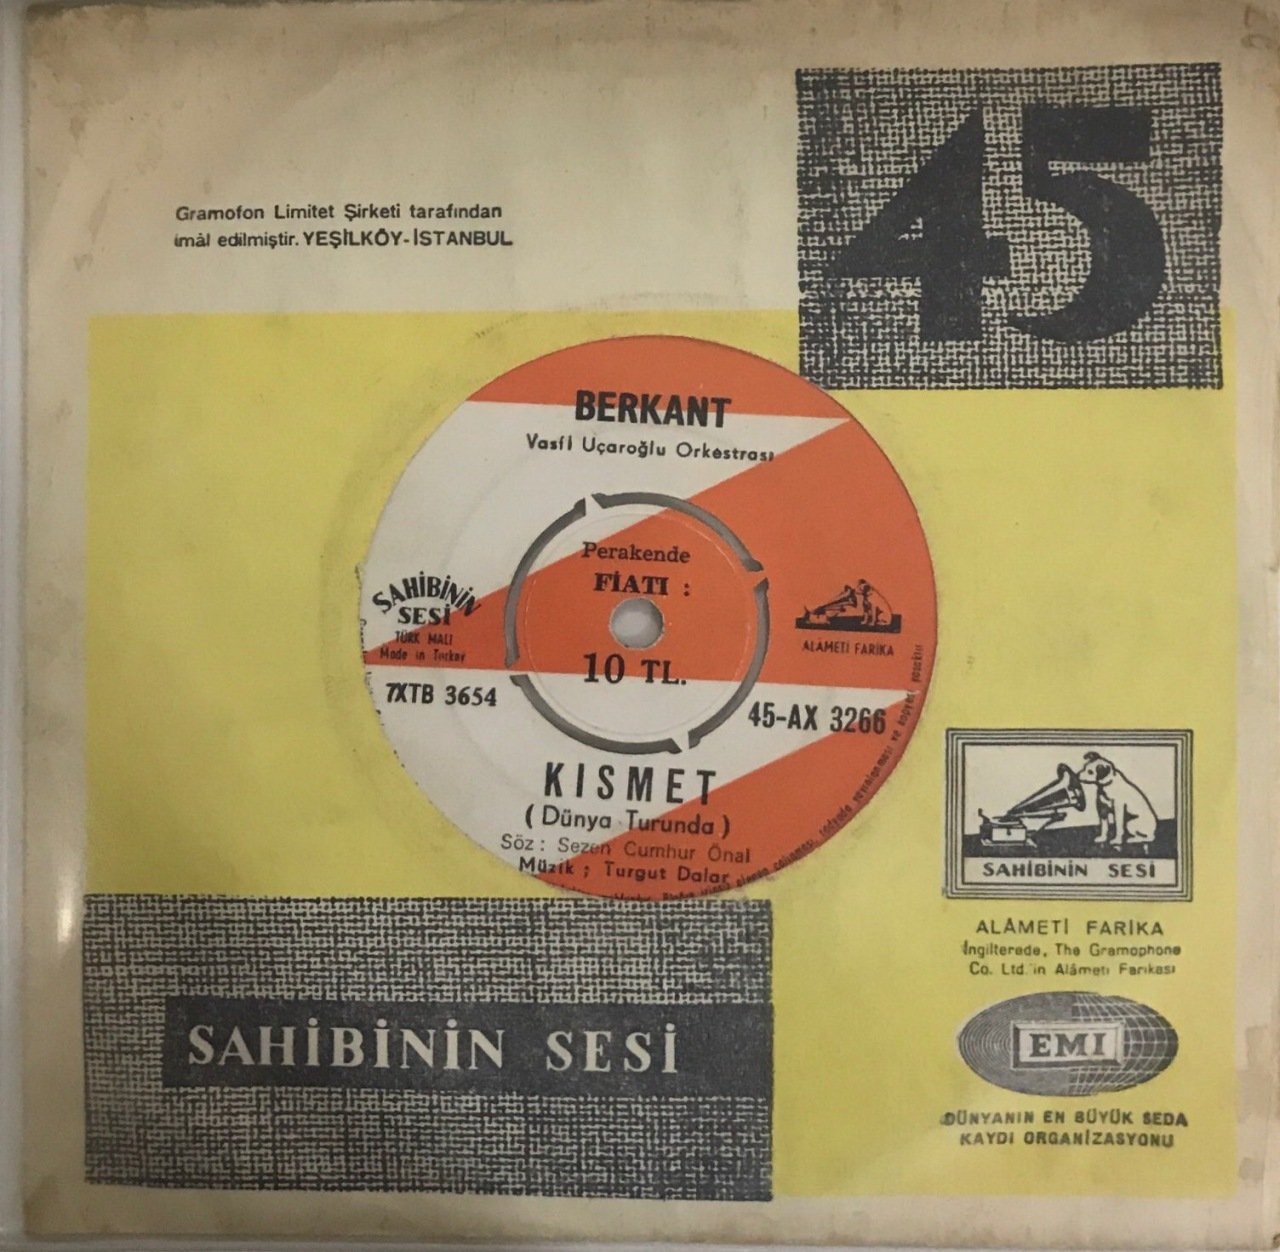 45
Gramofon Limitet Şirketi tarafından
imâl edilmiştir. YEŞİLKÖY-İSTANBUL
BERKANT
Vasfi Uçaroğlu Orkestrası
Perakende
FİATI :
10 TL.
SAHİBİNİN
SESİ
TÜRK MALI
Made in Turkey
ALÂMETİ FARİKA
7XTB 3654
45-AX 3266
KISMET
(Dünya Turunda)
Söz : Sezen Cumhur Önal
Müzik ; Turgut Dalar
SAHİBİNİN SESİ
ALÂMETİ FARİKA
İngilterede, The Gramophone
Co. Ltd.'in Alâmeti Farikası
EMI
DÜNYANIN EN BÜYÜK SEDA
KAYDI ORGANİZASYONU
SAHİBİNİN SESİ